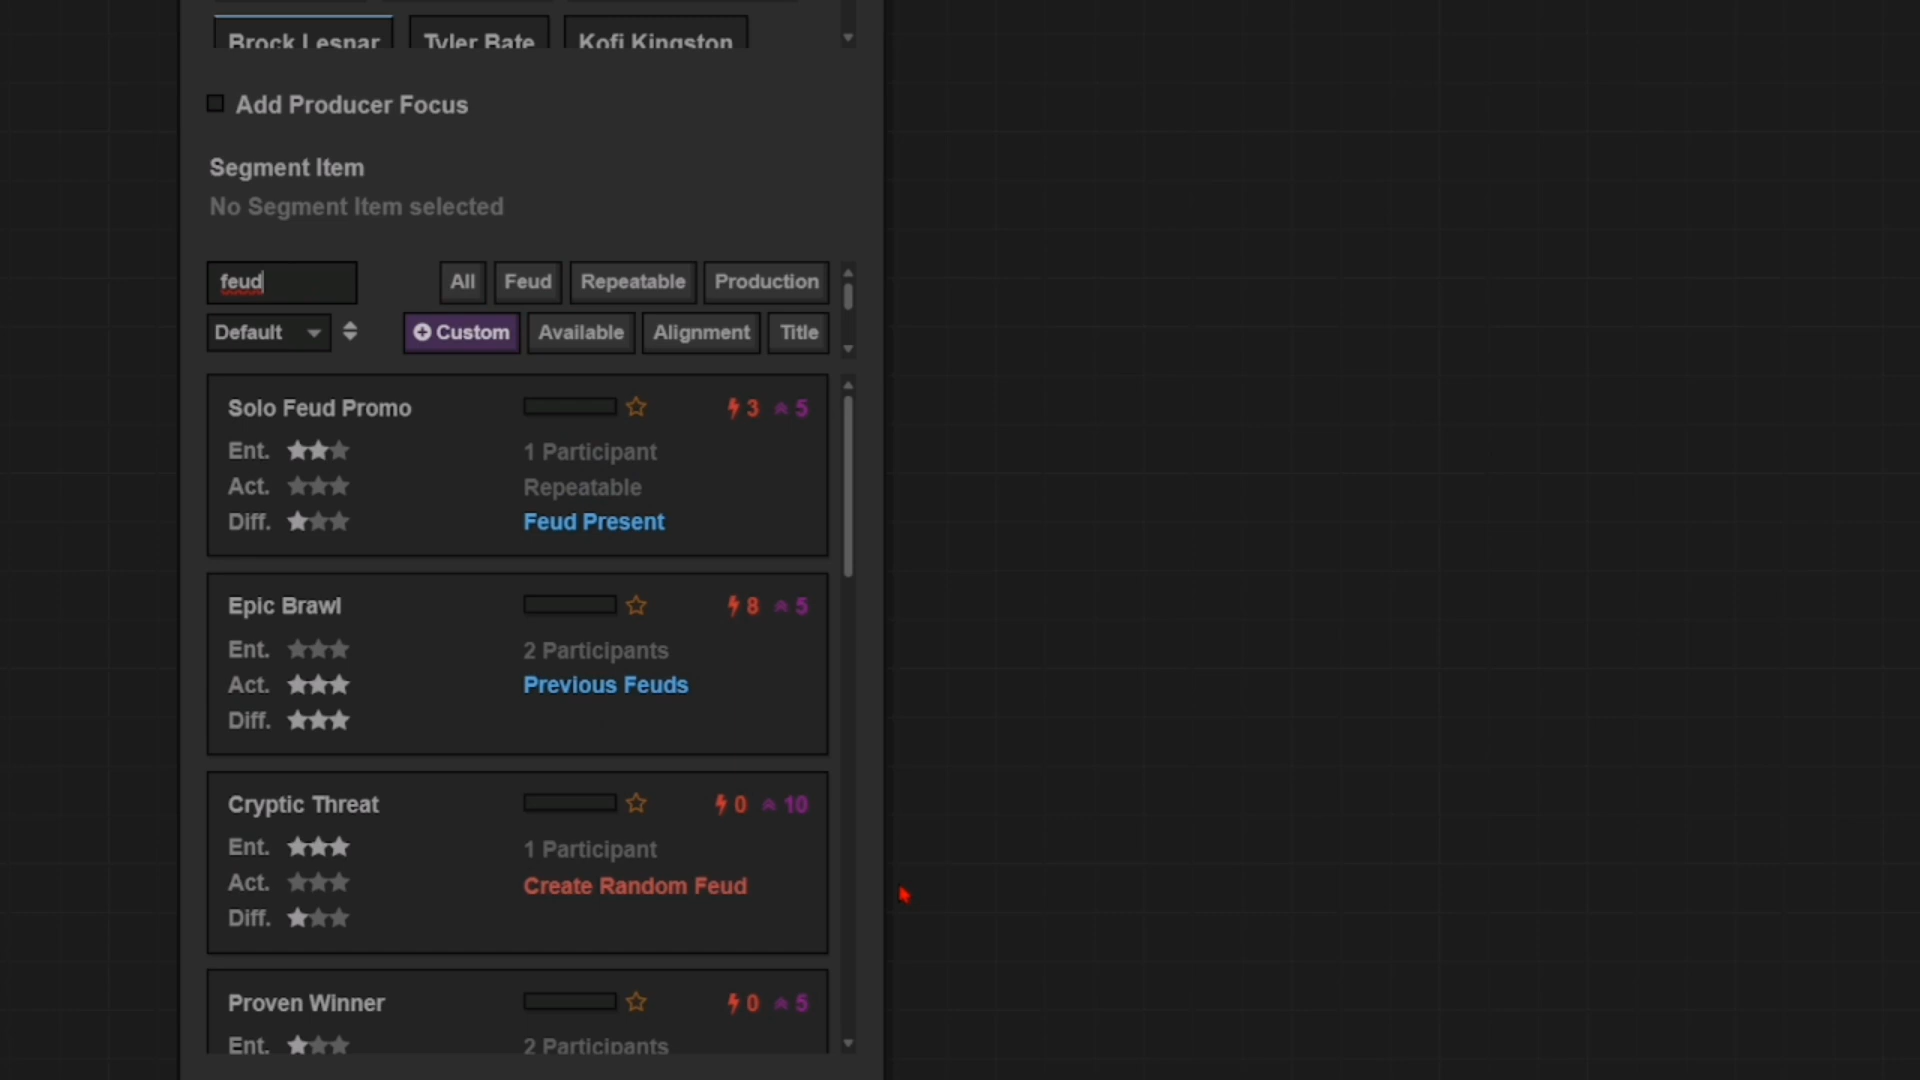 Brock Lesnar Tyler Bate Kofi Kingston
Add Producer Focus
Segment Item
No Segment Item selected
feud All Feud Repeatable Production
Default Custom Available Alignment Title
Solo Feud Promo 3 5
Ent. 1 Participant
Act. Repeatable
Diff. Feud Present
Epic Brawl 8 5
Ent. 2 Participants
Act. Previous Feuds
Diff.
Cryptic Threat 0 10
Ent. 1 Participant
Act. Create Random Feud
Diff.
Proven Winner 0 5
Ent. 2 Participants